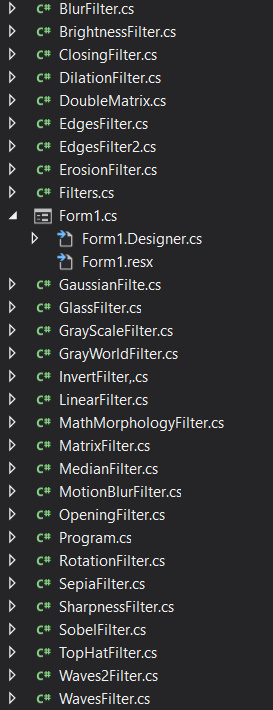 C# BlurFilter.cs
C# BrightnessFilter.cs
C# ClosingFilter.cs
C# DilationFilter.cs
C# DoubleMatrix.cs
C# EdgesFilter.cs
C# EdgesFilter2.cs
C# ErosionFilter.cs
C# Filters.cs
Form1.cs
Form1.Designer.cs
Form1.resx
C# GaussianFilte.cs
C# GlassFilter.cs
C# GrayScaleFilter.cs
C# GrayWorldFilter.cs
C# InvertFilter,.cs
C# LinearFilter.cs
C# MathMorphologyFilter.cs
C# MatrixFilter.cs
C# MedianFilter.cs
C# MotionBlurFilter.cs
C# OpeningFilter.cs
C# Program.cs
C# RotationFilter.cs
C# SepiaFilter.cs
C# SharpnessFilter.cs
C# SobelFilter.cs
C# TopHatFilter.cs
C# Waves2Filter.cs
C# WavesFilter.cs